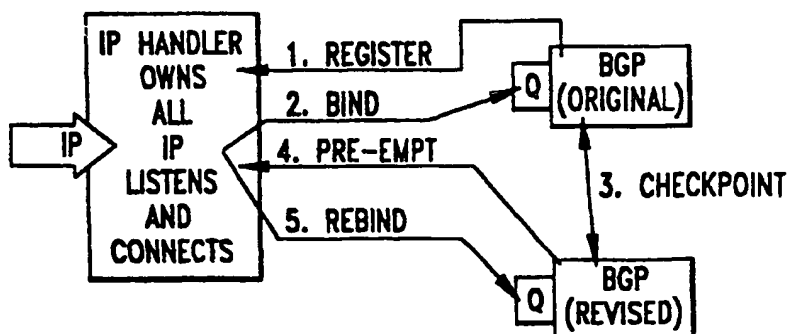 IP HANDLER
OWNS
ALL
IP
LISTENS
AND
CONNECTS
IP
1. REGISTER
2. BIND
4. PRE-EMPT
5. REBIND
Q
BGP
(ORIGINAL)
3. CHECKPOINT
Q
BGP
(REVISED)